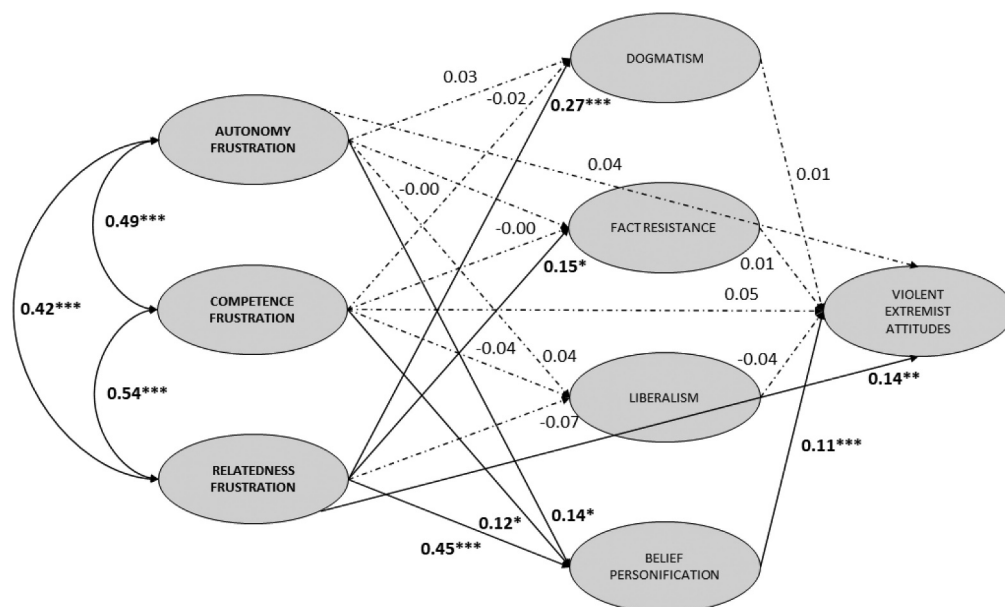 DOGMATISM
0.03
-0.02
0.27***
AUTONOMY
FRUSTRATION
0.04
0.01
-0.00
0.49***
-0.00
FACT RESISTANCE
0.15*
0.01
0.42***
COMPETENCE
FRUSTRATION
0.05
VIOLENT
EXTREMIST
ATTITUDES
-0.04
0.04
-0.04
0.54***
0.14**
LIBERALISM
-0.07
0.11***
RELATEDNESS
FRUSTRATION
0.12*
0.14*
0.45***
BELIEF
PERSONIFICATION